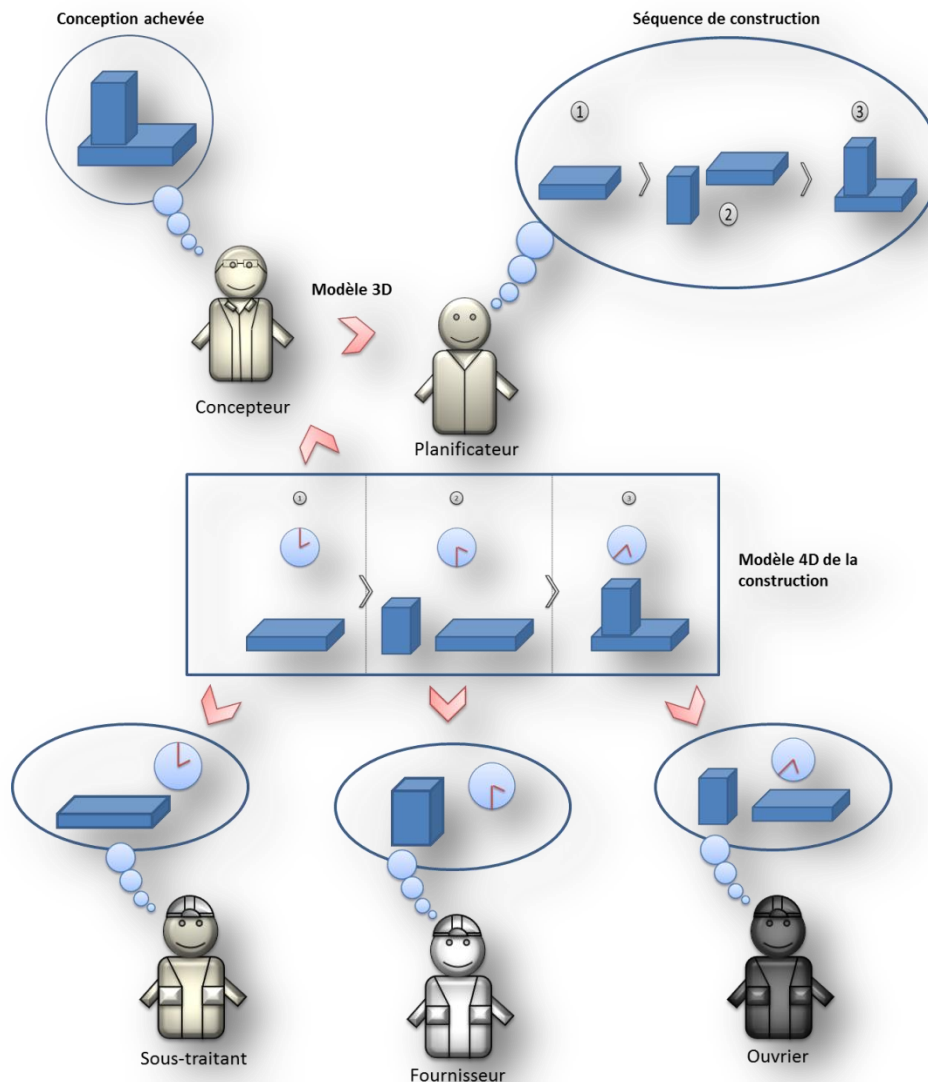 Conception achevée
Séquence de construction
①
②
③
Modèle 3D
Concepteur
Planificateur
①
②
③
Modèle 4D de la
construction
Sous-traitant
Fournisseur
Ouvrier